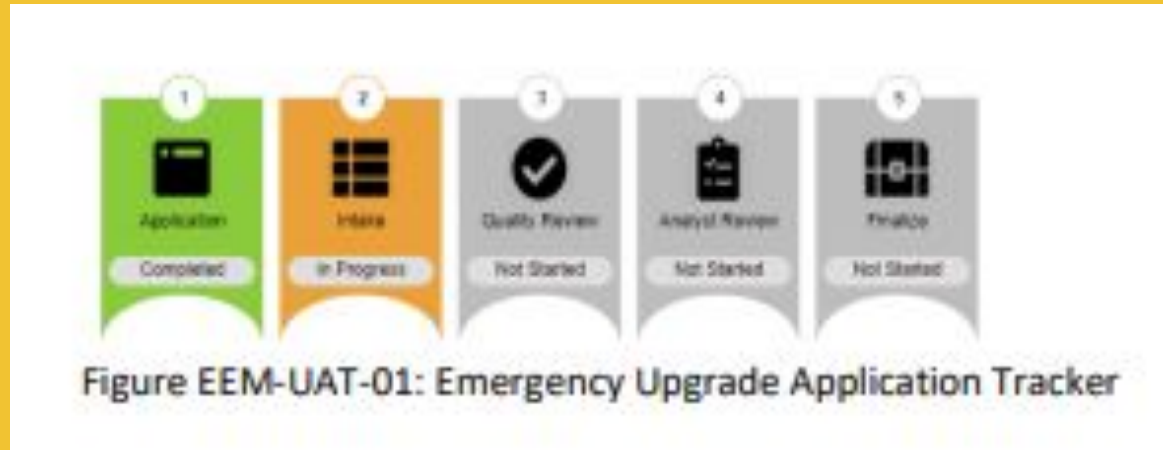 1 2 3 4 5
Application Intake Quality Review Analyst Review Finalize
Completed In Progress Not Started Not Started Not Started
Figure EEM-UAT-01: Emergency Upgrade Application Tracker